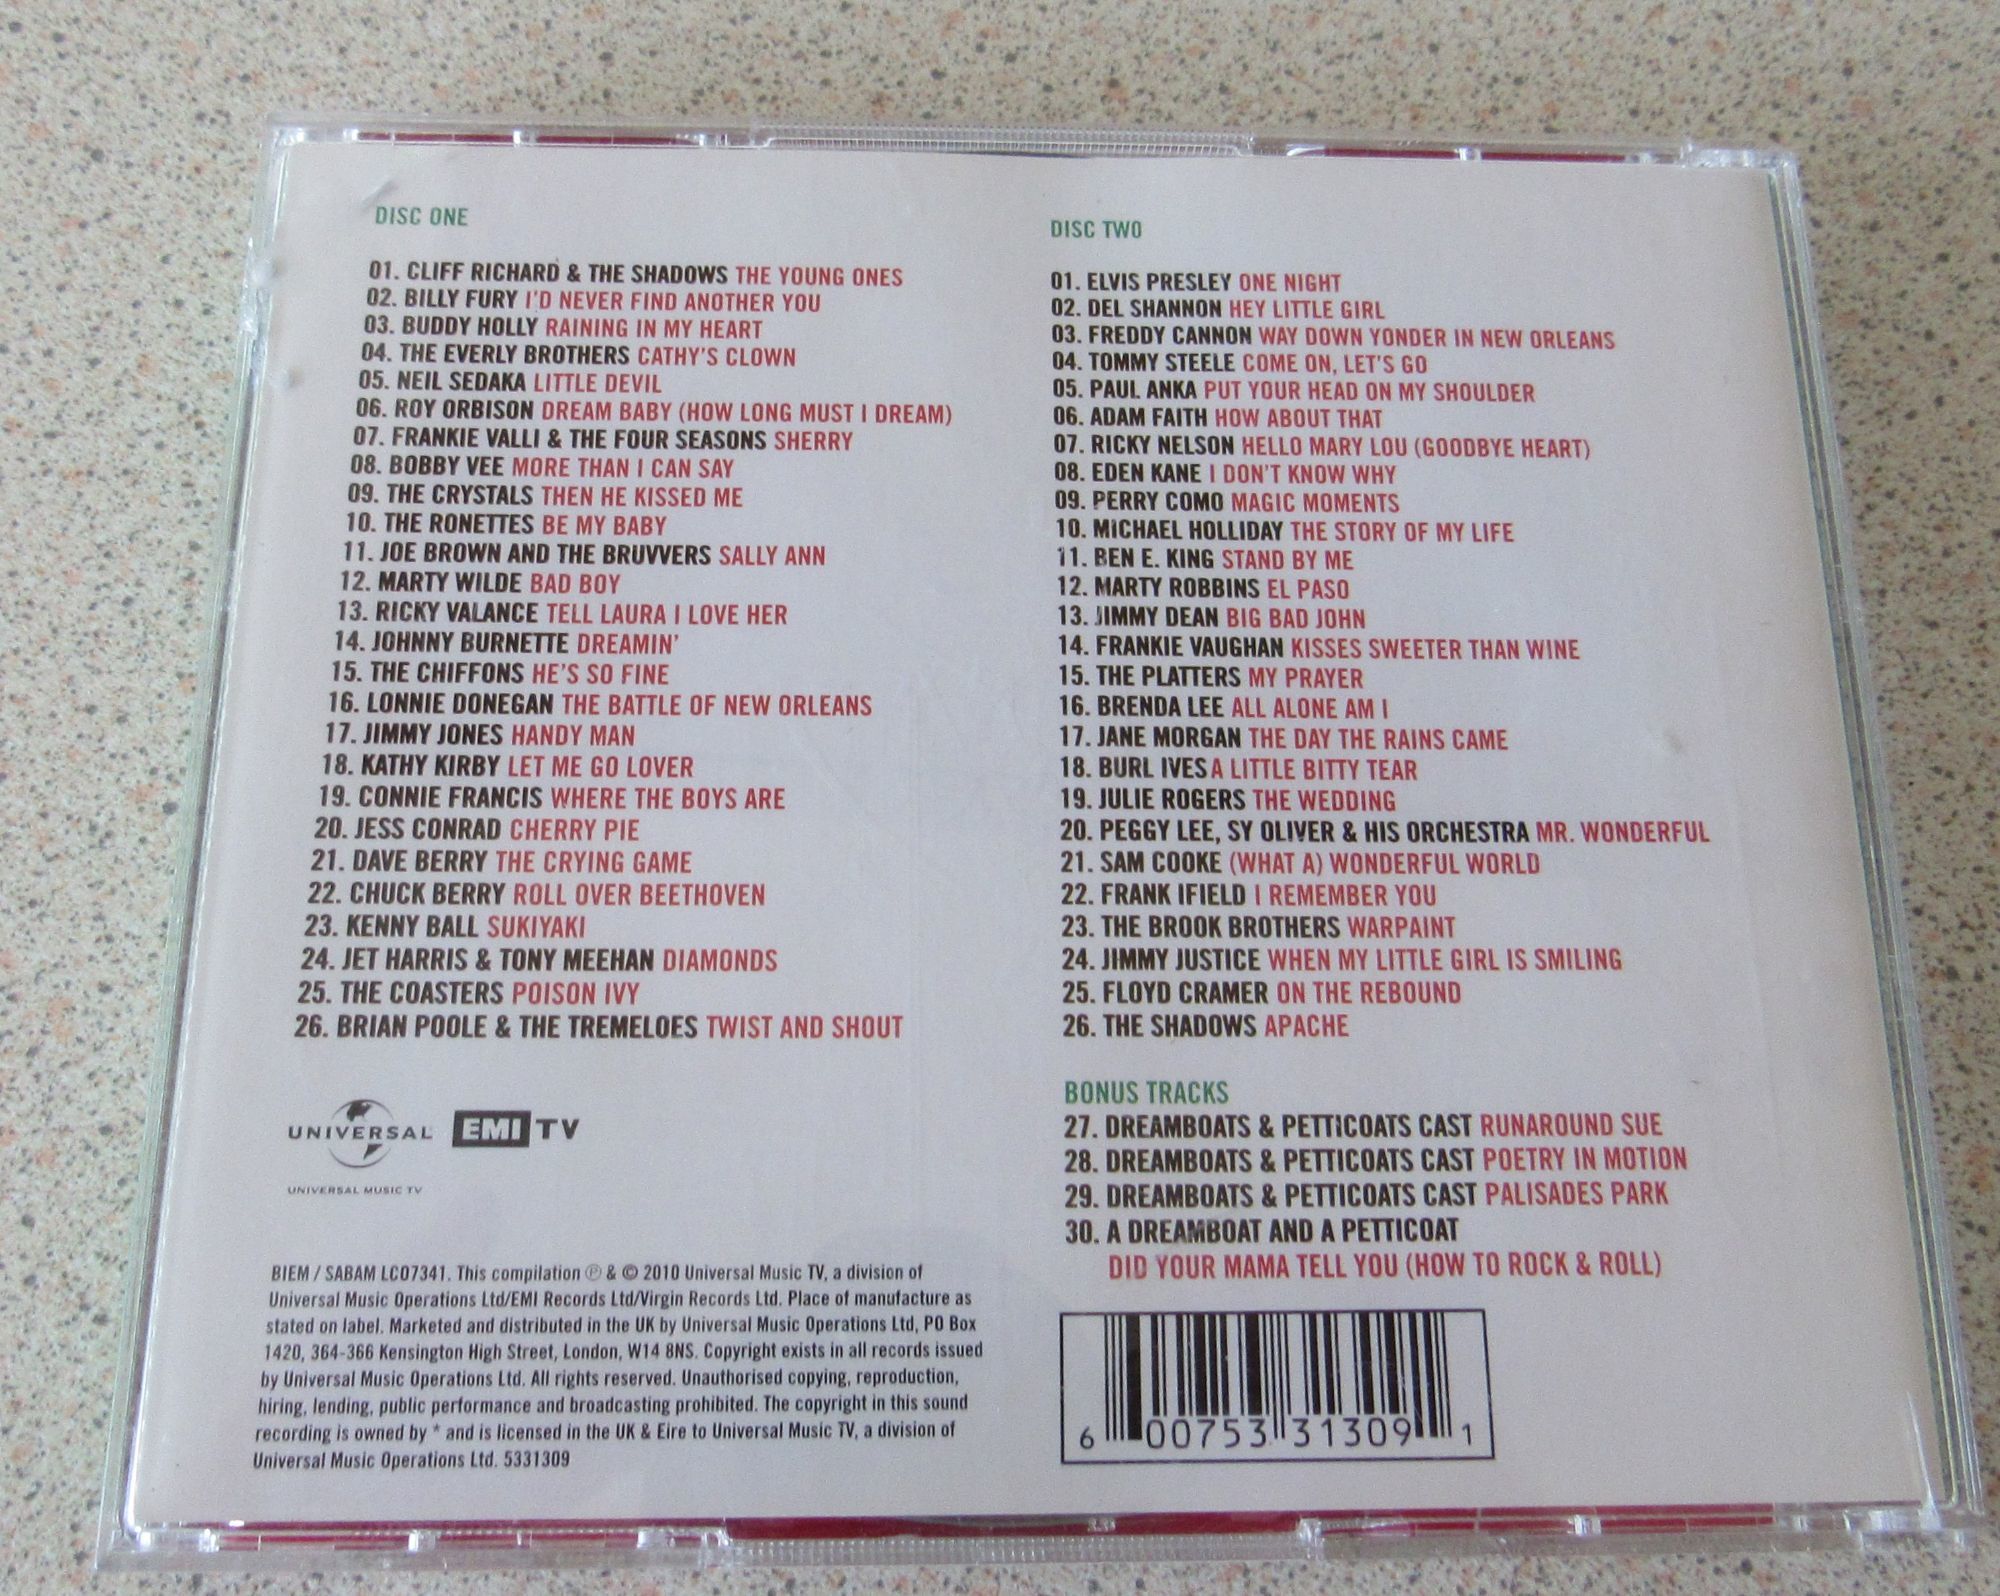 DISC ONE
01. CLIFF RICHARD & THE SHADOWS THE YOUNG ONES
02. BILLY FURY I'D NEVER FIND ANOTHER YOU
03. BUDDY HOLLY RAINING IN MY HEART
04. THE EVERLY BROTHERS CATHY'S CLOWN
05. NEIL SEDAKA LITTLE DEVIL
06. ROY ORBISON DREAM BABY (HOW LONG MUST I DREAM)
07. FRANKIE VALLI & THE FOUR SEASONS SHERRY
08. BOBBY VEE MORE THAN I CAN SAY
09. THE CRYSTALS THEN HE KISSED ME
10. THE RONETTES BE MY BABY
11. JOE BROWN AND THE BRUVVERS SALLY ANN
12. MARTY WILDE BAD BOY
13. RICKY VALANCE TELL LAURA I LOVE HER
14. JOHNNY BURNETTE DREAMIN'
15. THE CHIFFONS HE'S SO FINE
16. LONNIE DONEGAN THE BATTLE OF NEW ORLEANS
17. JIMMY JONES HANDY MAN
18. KATHY KIRBY LET ME GO LOVER
19. CONNIE FRANCIS WHERE THE BOYS ARE
20. JESS CONRAD CHERRY PIE
21. DAVE BERRY THE CRYING GAME
22. CHUCK BERRY ROLL OVER BEETHOVEN
23. KENNY BALL SUKIYAKI
24. JET HARRIS & TONY MEEHAN DIAMONDS
25. THE COASTERS POISON IVY
26. BRIAN POOLE & THE TREMELOES TWIST AND SHOUT
UNIVERSAL EMI TV
UNIVERSAL MUSIC TV
BIEM / SABAM LC07341. This compilation ℗ & © 2010 Universal Music TV, a division of
Universal Music Operations Ltd/EMI Records Ltd/Virgin Records Ltd. Place of manufacture as
stated on label. Marketed and distributed in the UK by Universal Music Operations Ltd, PO Box
1420, 364-366 Kensington High Street, London, W14 8NS. Copyright exists in all records issued
by Universal Music Operations Ltd. All rights reserved. Unauthorised copying, reproduction,
hiring, lending, public performance and broadcasting prohibited. The copyright in this sound
recording is owned by * and is licensed in the UK & Eire to Universal Music TV, a division of
Universal Music Operations Ltd. 5331309
DISC TWO
01. ELVIS PRESLEY ONE NIGHT
02. DEL SHANNON HEY LITTLE GIRL
03. FREDDY CANNON WAY DOWN YONDER IN NEW ORLEANS
04. TOMMY STEELE COME ON, LET'S GO
05. PAUL ANKA PUT YOUR HEAD ON MY SHOULDER
06. ADAM FAITH HOW ABOUT THAT
07. RICKY NELSON HELLO MARY LOU (GOODBYE HEART)
08. EDEN KANE I DON'T KNOW WHY
09. PERRY COMO MAGIC MOMENTS
10. MICHAEL HOLLIDAY THE STORY OF MY LIFE
11. BEN E. KING STAND BY ME
12. MARTY ROBBINS EL PASO
13. JIMMY DEAN BIG BAD JOHN
14. FRANKIE VAUGHAN KISSES SWEETER THAN WINE
15. THE PLATTERS MY PRAYER
16. BRENDA LEE ALL ALONE AM I
17. JANE MORGAN THE DAY THE RAINS CAME
18. BURL IVES A LITTLE BITTY TEAR
19. JULIE ROGERS THE WEDDING
20. PEGGY LEE, SY OLIVER & HIS ORCHESTRA MR. WONDERFUL
21. SAM COOKE (WHAT A) WONDERFUL WORLD
22. FRANK IFIELD I REMEMBER YOU
23. THE BROOK BROTHERS WARPAINT
24. JIMMY JUSTICE WHEN MY LITTLE GIRL IS SMILING
25. FLOYD CRAMER ON THE REBOUND
26. THE SHADOWS APACHE
BONUS TRACKS
27. DREAMBOATS & PETTICOATS CAST RUNAROUND SUE
28. DREAMBOATS & PETTICOATS CAST POETRY IN MOTION
29. DREAMBOATS & PETTICOATS CAST PALISADES PARK
30. A DREAMBOAT AND A PETTICOAT
DID YOUR MAMA TELL YOU (HOW TO ROCK & ROLL)
6 00753 31309 1